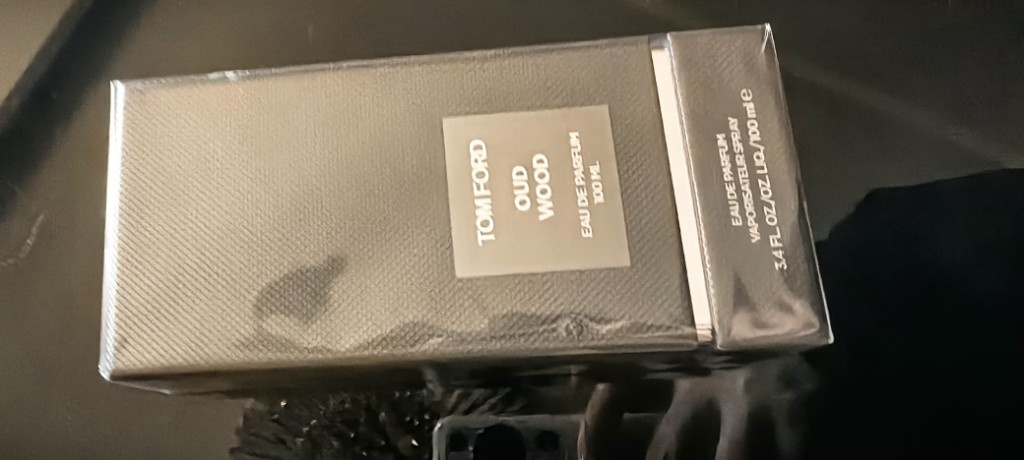 TOM FORD
OUD
WOOD
EAU DE PARFUM
100 ML
EAU DE PARFUM
VAPORISATEUR SPRAY
3.4 FL. OZ./OZ. LIQ./100 ml e